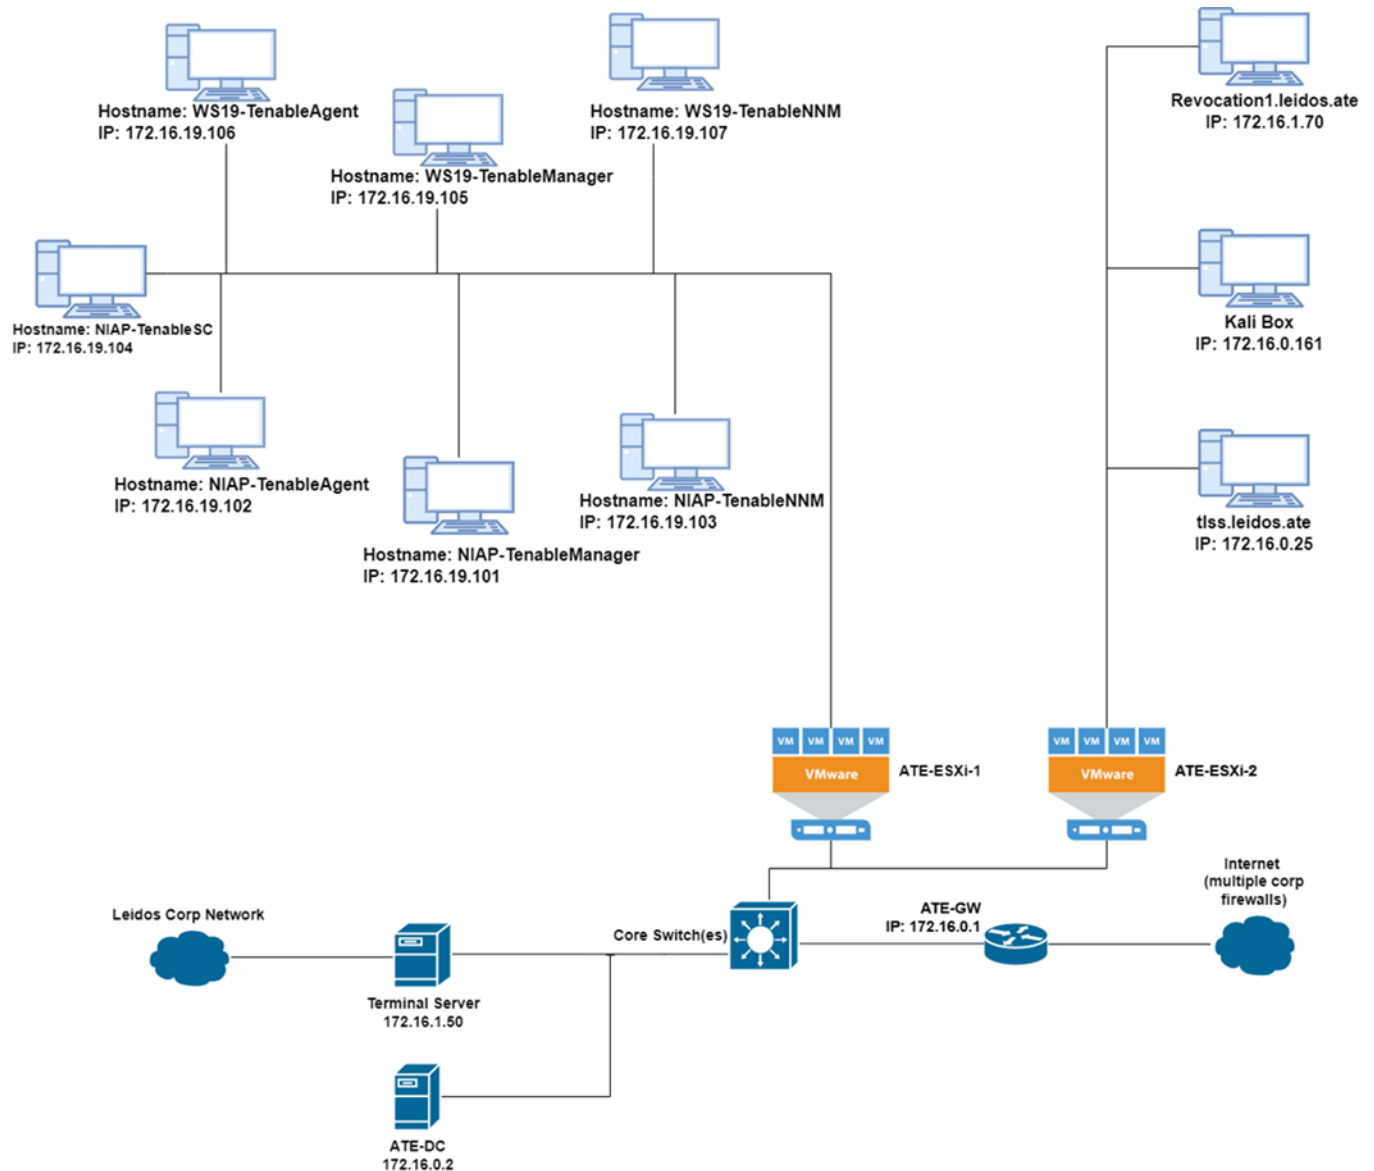 Hostname: WS19-TenableAgent
IP: 172.16.19.106
Hostname: WS19-TenableManager
IP: 172.16.19.105
Hostname: WS19-TenableNNM
IP: 172.16.19.107
Revocation1.leidos.ate
IP: 172.16.1.70
Hostname: NIAP-TenableSC
IP: 172.16.19.104
Kali Box
IP: 172.16.0.161
Hostname: NIAP-TenableAgent
IP: 172.16.19.102
Hostname: NIAP-TenableManager
IP: 172.16.19.101
Hostname: NIAP-TenableNNM
IP: 172.16.19.103
tlss.leidos.ate
IP: 172.16.0.25
VM VM VM VM
VMware
ATE-ESXi-1
VM VM VM VM
VMware
ATE-ESXi-2
Leidos Corp Network
Terminal Server
172.16.1.50
Core Switch(es)
ATE-GW
IP: 172.16.0.1
Internet
(multiple corp
firewalls)
ATE-DC
172.16.0.2